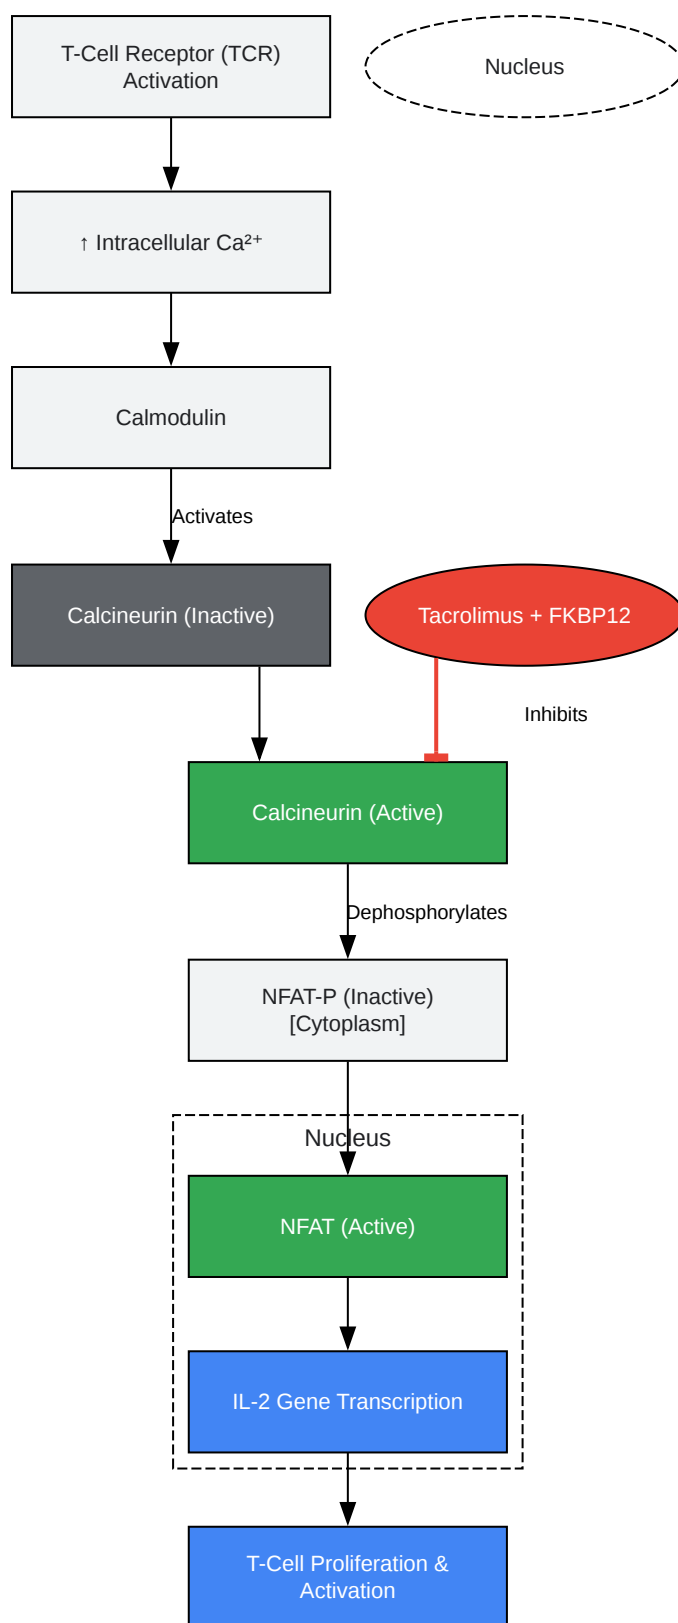 T-Cell Receptor (TCR)
Activation
Nucleus
↑ Intracellular Ca²⁺
Calmodulin
Activates
Calcineurin (Inactive)
Tacrolimus + FKBP12
Inhibits
Calcineurin (Active)
Dephosphorylates
NFAT-P (Inactive)
[Cytoplasm]
Nucleus
NFAT (Active)
IL-2 Gene Transcription
T-Cell Proliferation &
Activation